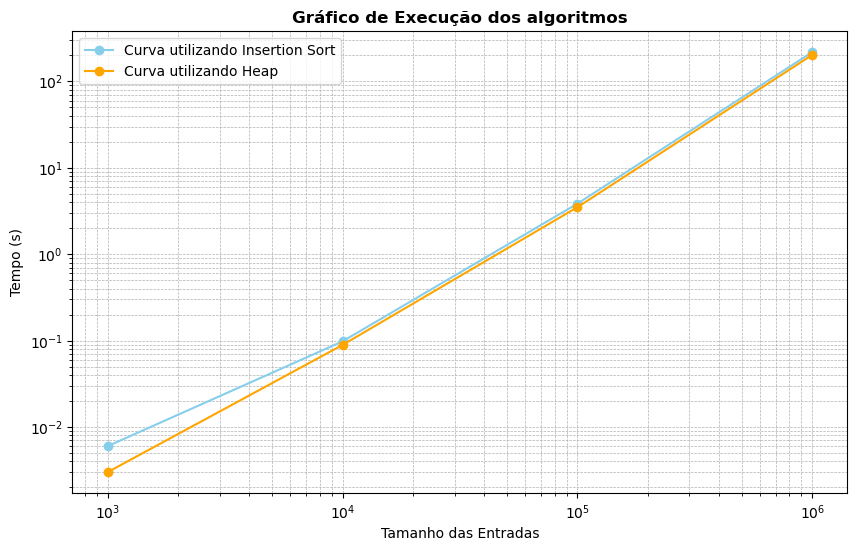 Gráfico de Execução dos algoritmos
Curva utilizando Insertion Sort
Curva utilizando Heap
Tempo (s)
10²
10¹
10⁰
10⁻¹
10⁻²
10³
10⁴
10⁵
10⁶
Tamanho das Entradas